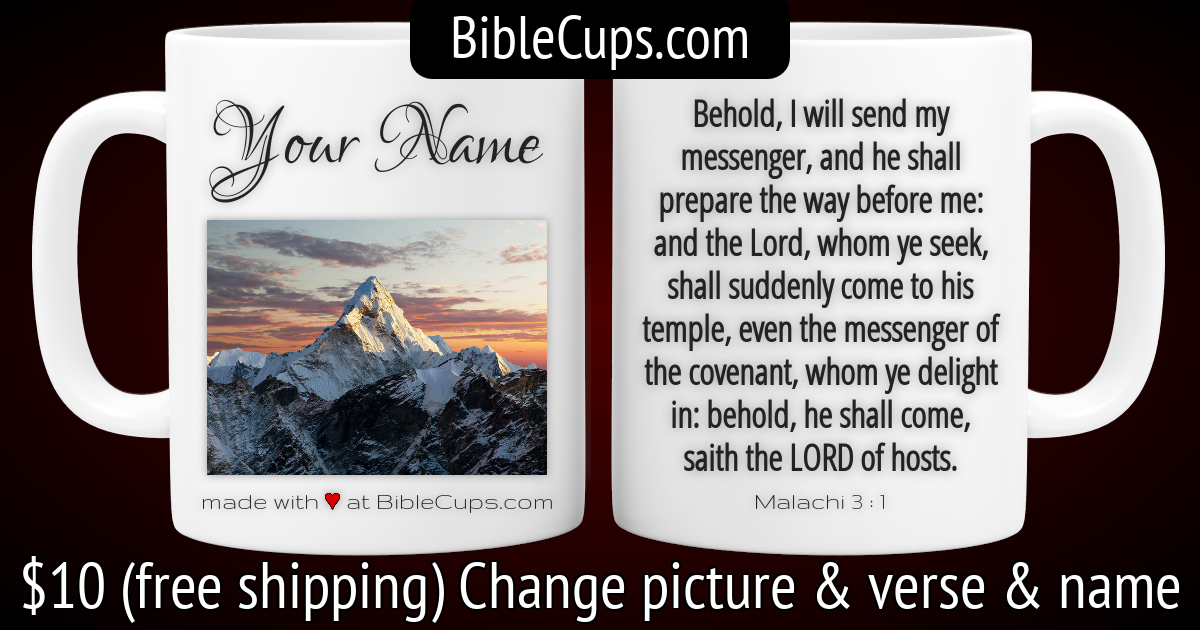 BibleCups.com
Your Name
made with ♥ at BibleCups.com
Behold, I will send my
messenger, and he shall
prepare the way before me:
and the Lord, whom ye seek,
shall suddenly come to his
temple, even the messenger of
the covenant, whom ye delight
in: behold, he shall come,
saith the LORD of hosts.
Malachi 3 : 1
$10 (free shipping) Change picture & verse & name